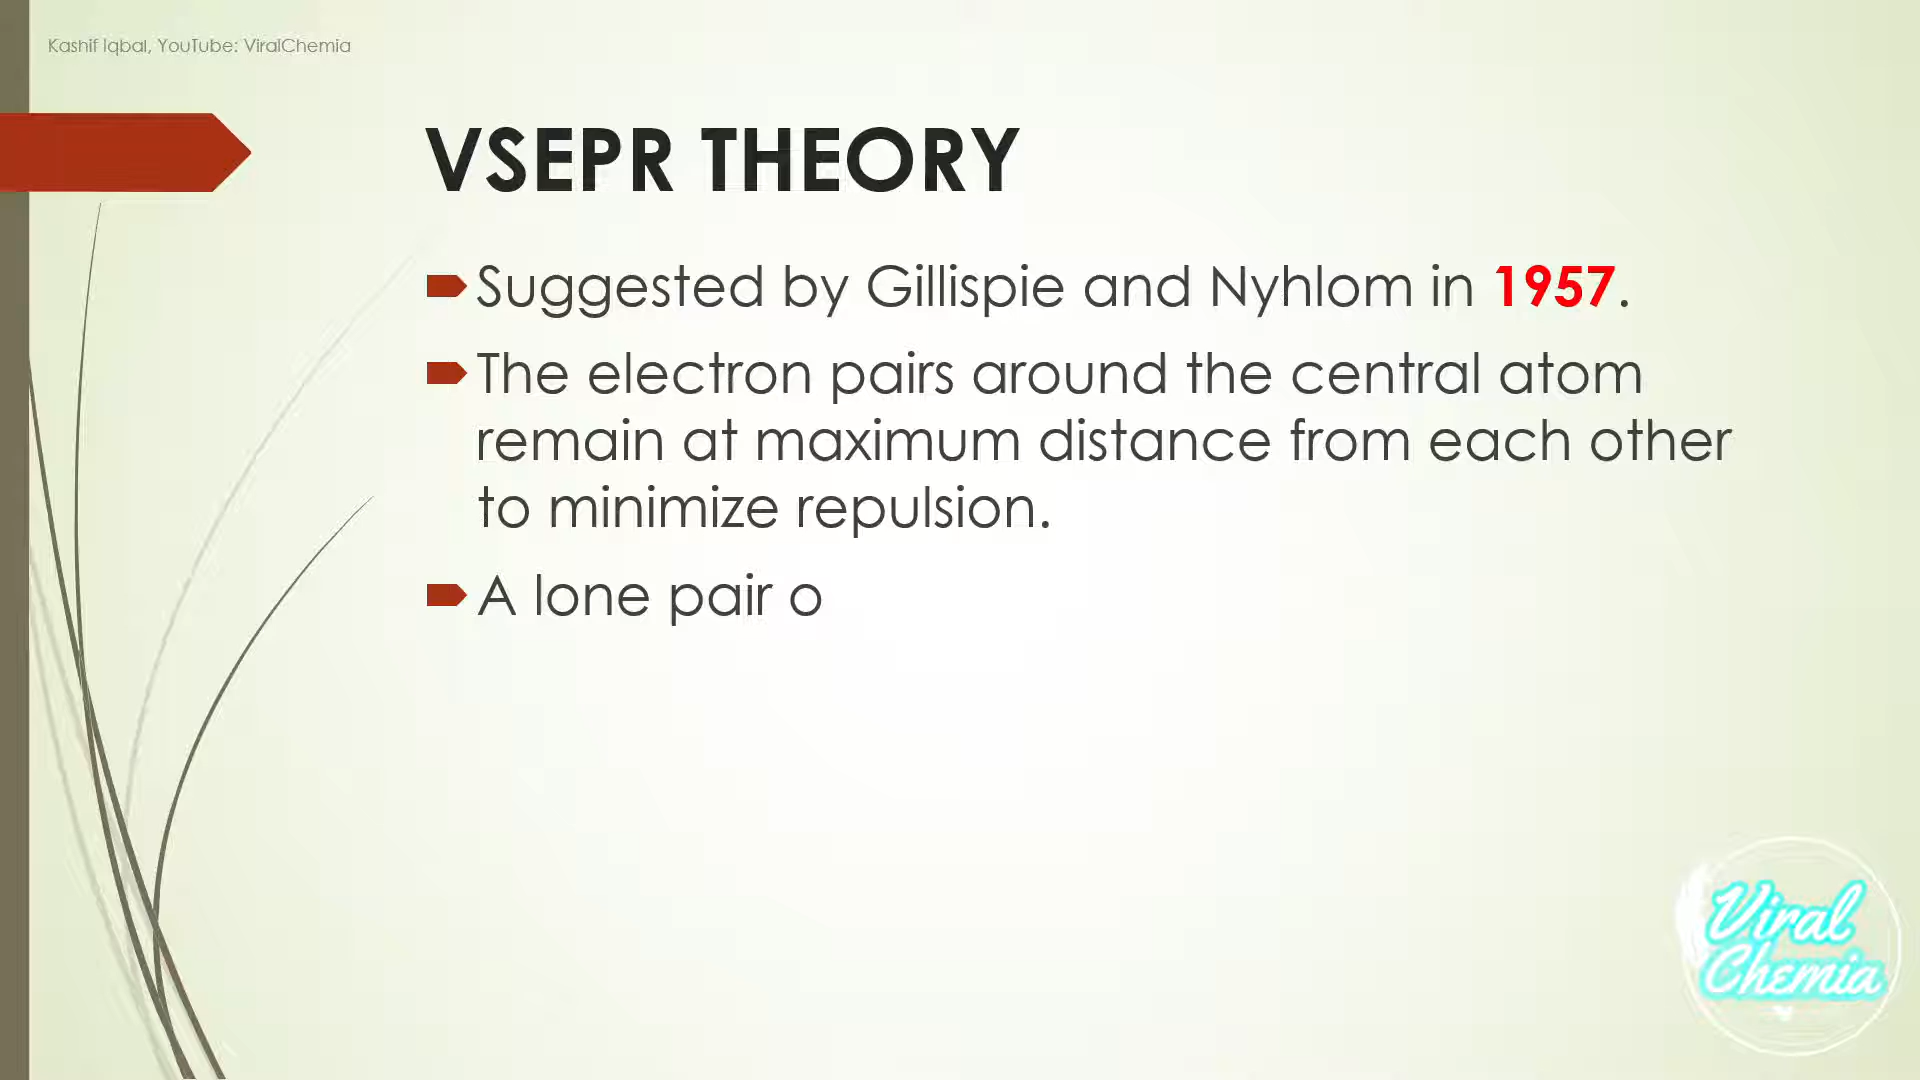 Kashif Iqbal, YouTube: ViralChemia
VSEPR THEORY
Suggested by Gillispie and Nyhlom in 1957.
The electron pairs around the central atom
remain at maximum distance from each other
to minimize repulsion.
A lone pair o
Viral
Chemia